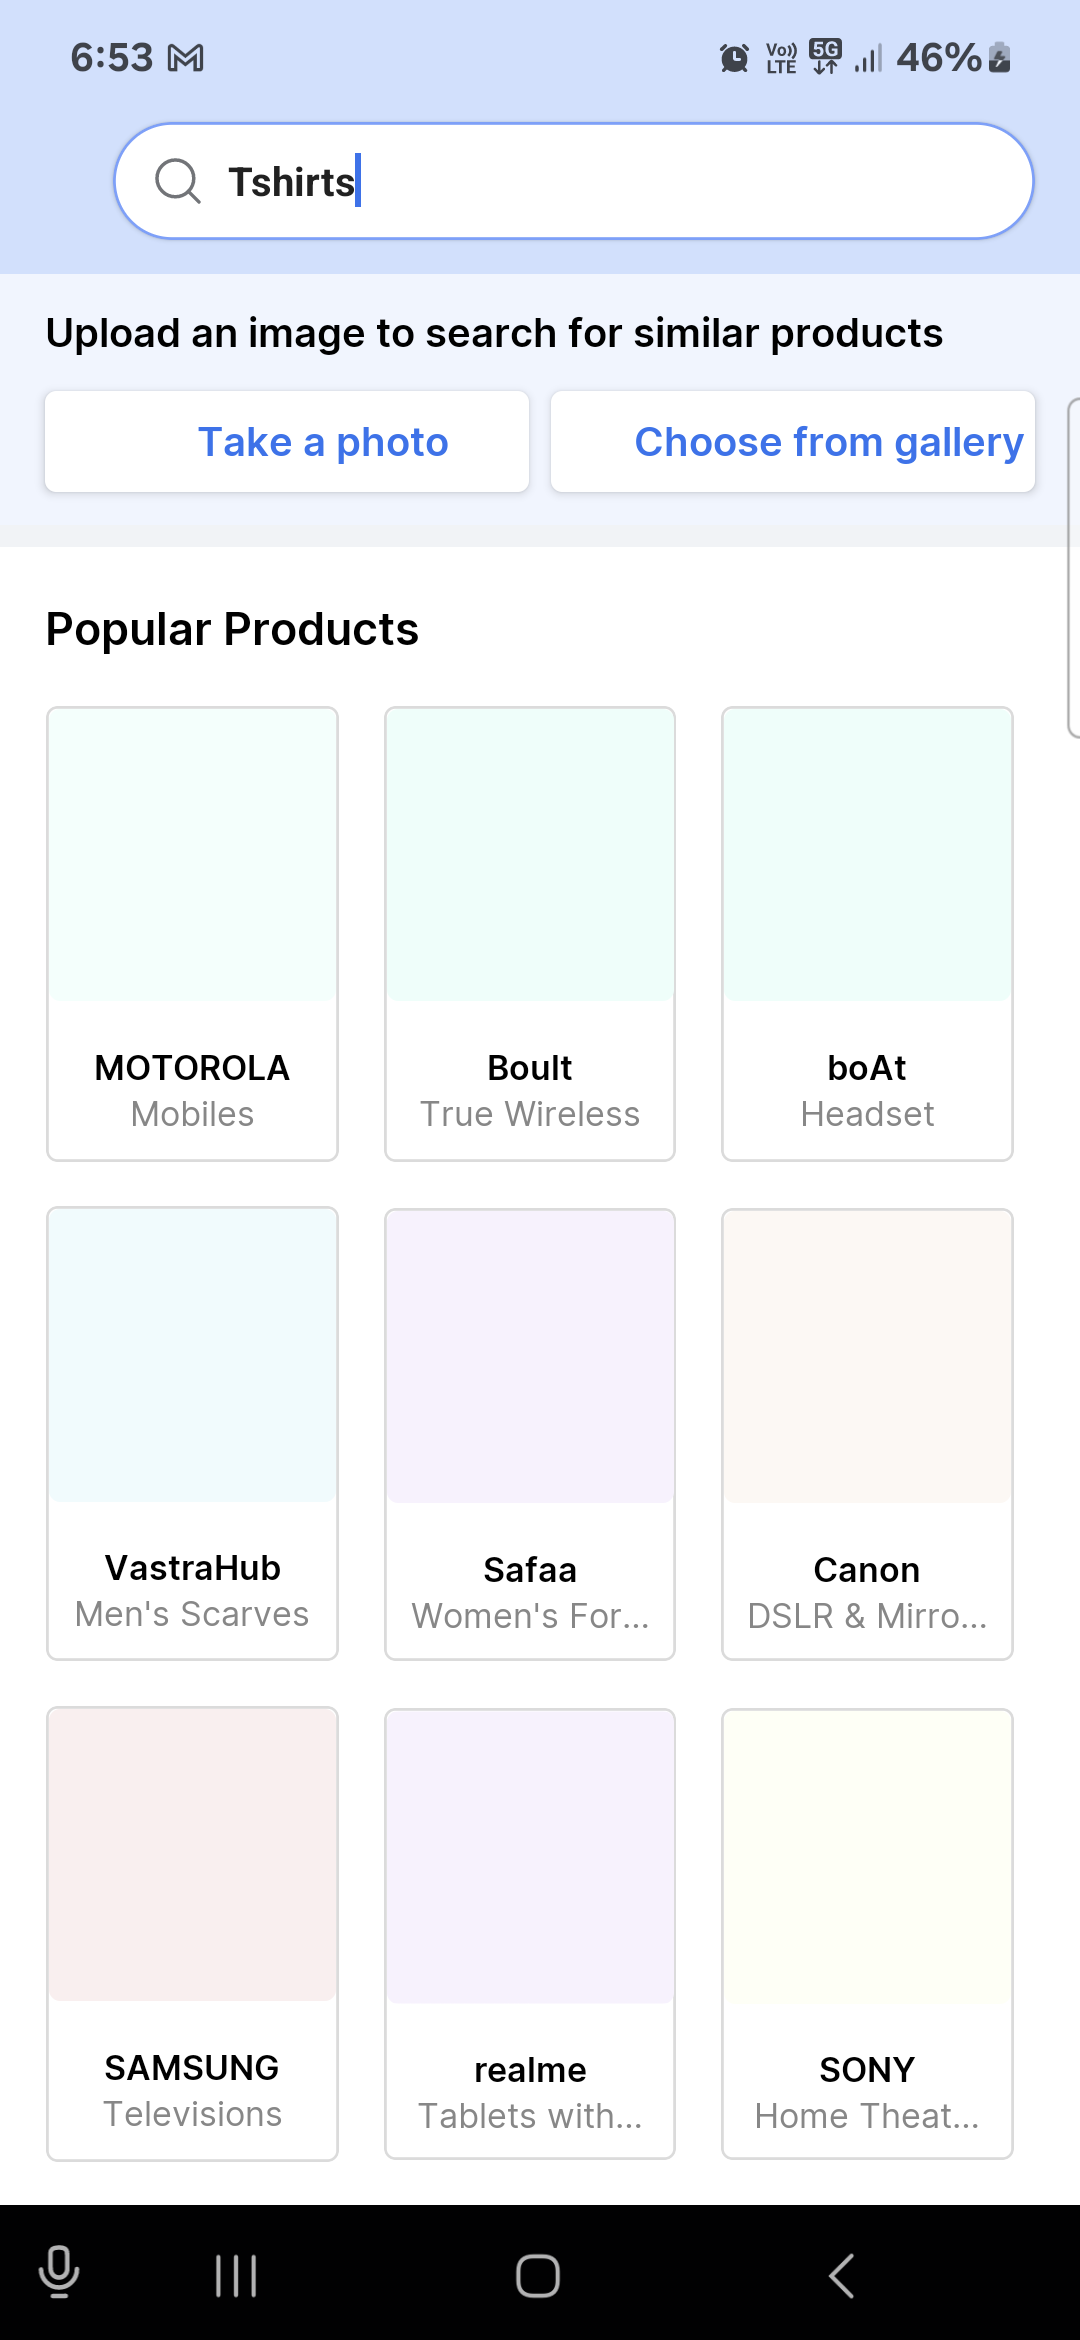 6:53 Vo)) LTE 5G 46%
Tshirts
Upload an image to search for similar products
Take a photo Choose from gallery
Popular Products
MOTOROLA Boult boAt
Mobiles True Wireless Headset
VastraHub Safaa Canon
Men's Scarves Women's For... DSLR & Mirro...
SAMSUNG realme SONY
Televisions Tablets with... Home Theat...